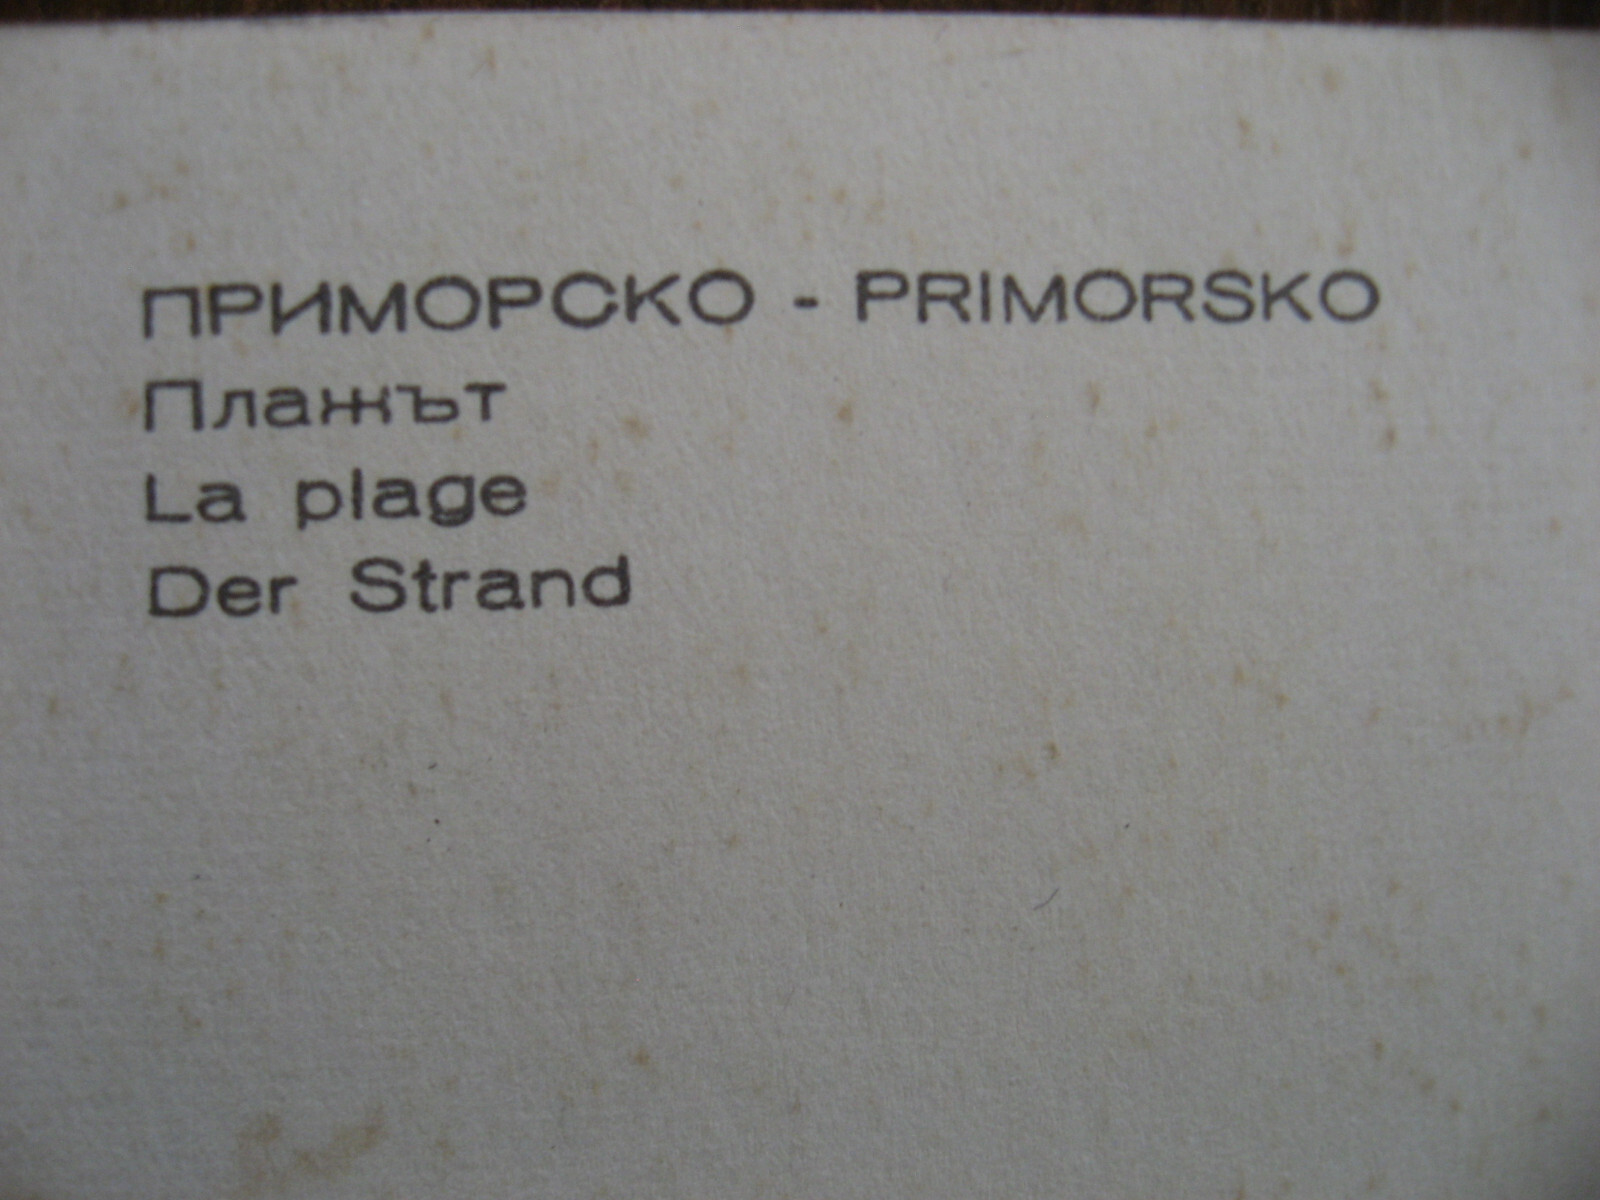 ПРИМОРСКО - PRIMORSKO
Плажът
La plage
Der Strand